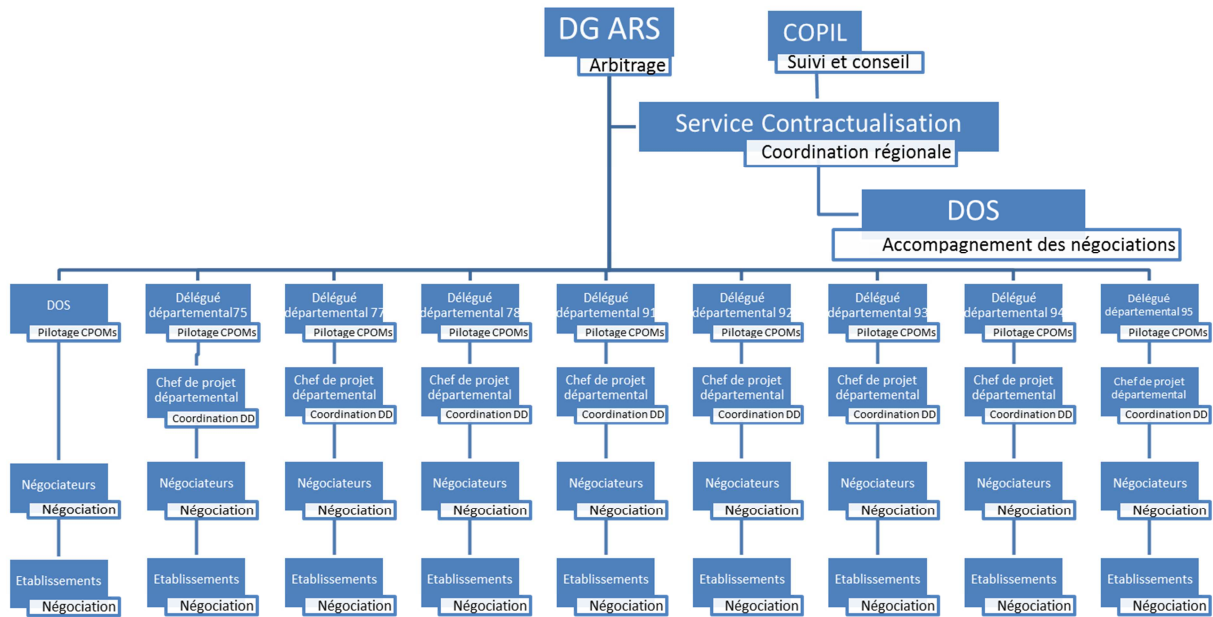 DG ARS
Arbitrage
COPIL
Suivi et conseil
Service Contractualisation
Coordination régionale
DOS
Accompagnement des négociations
DOS
Pilotage CPOMs
Délégué
départemental75
Pilotage CPOMs
Délégué
départemental 77
Pilotage CPOMs
Délégué
départemental 78
Pilotage CPOMs
Délégué
départemental 91
Pilotage CPOMs
Délégué
départemental 92
Pilotage CPOMs
Délégué
départemental 93
Pilotage CPOMs
Délégué
départemental 94
Pilotage CPOMs
Délégué
départemental 95
Pilotage CPOMs
Chef de projet
départemental
Coordination DD
Chef de projet
départemental
Coordination DD
Chef de projet
départemental
Coordination DD
Chef de projet
départemental
Coordination DD
Chef de projet
départemental
Coordination DD
Chef de projet
départemental
Coordination DD
Chef de projet
départemental
Coordination DD
Chef de projet
départemental
Coordination DD
Négociateurs
Négociation
Négociateurs
Négociation
Négociateurs
Négociation
Négociateurs
Négociation
Négociateurs
Négociation
Négociateurs
Négociation
Négociateurs
Négociation
Négociateurs
Négociation
Négociateurs
Négociation
Etablissements
Négociation
Etablissements
Négociation
Etablissements
Négociation
Etablissements
Négociation
Etablissements
Négociation
Etablissements
Négociation
Etablissements
Négociation
Etablissements
Négociation
Etablissements
Négociation